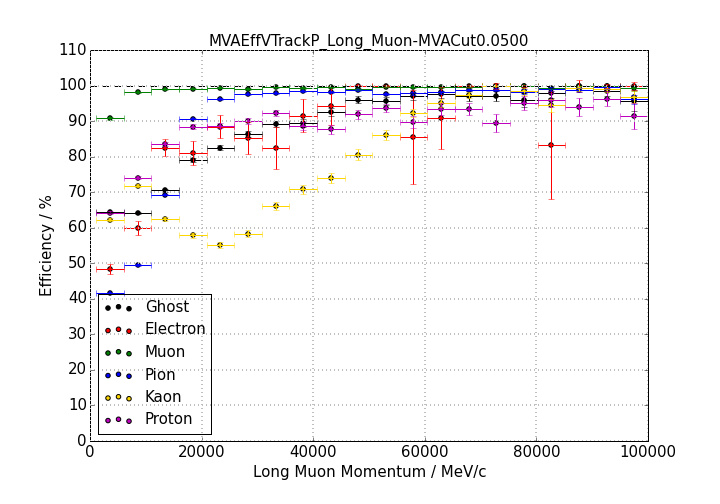 MVAEffVTrackP_Long_Muon-MVACut0.0500
110
100
90
80
70
60
50
40
30
20
10
0
Efficiency / %
Ghost
Electron
Muon
Pion
Kaon
Proton
0 20000 40000 60000 80000 100000
Long Muon Momentum / MeV/c